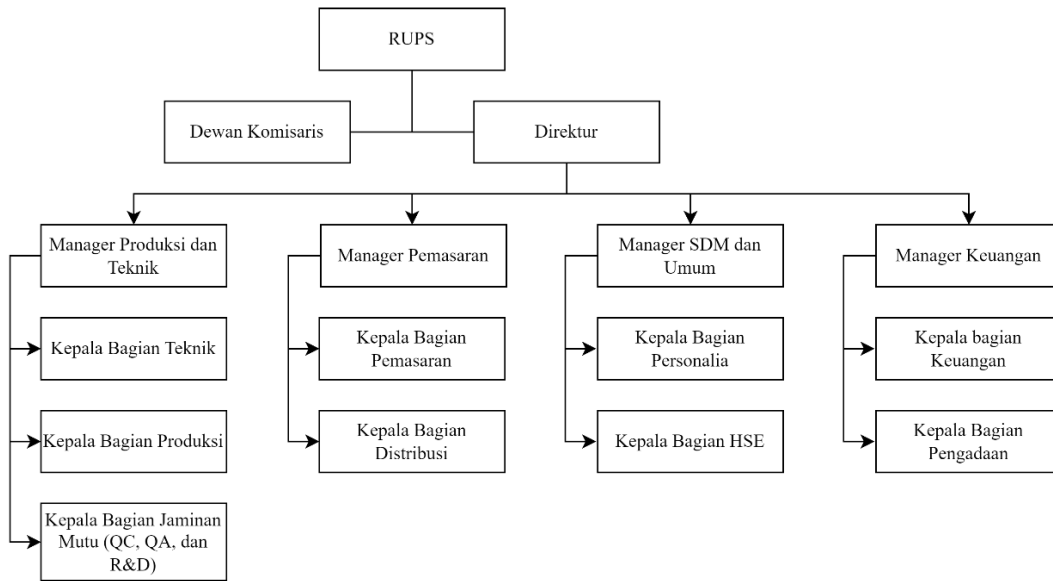 RUPS
Dewan Komisaris
Direktur
Manager Produksi dan
Teknik
Manager Pemasaran
Manager SDM dan
Umum
Manager Keuangan
Kepala Bagian Teknik
Kepala Bagian
Pemasaran
Kepala Bagian
Personalia
Kepala bagian
Keuangan
Kepala Bagian Produksi
Kepala Bagian
Distribusi
Kepala Bagian HSE
Kepala Bagian
Pengadaan
Kepala Bagian Jaminan
Mutu (QC, QA, dan
R&D)